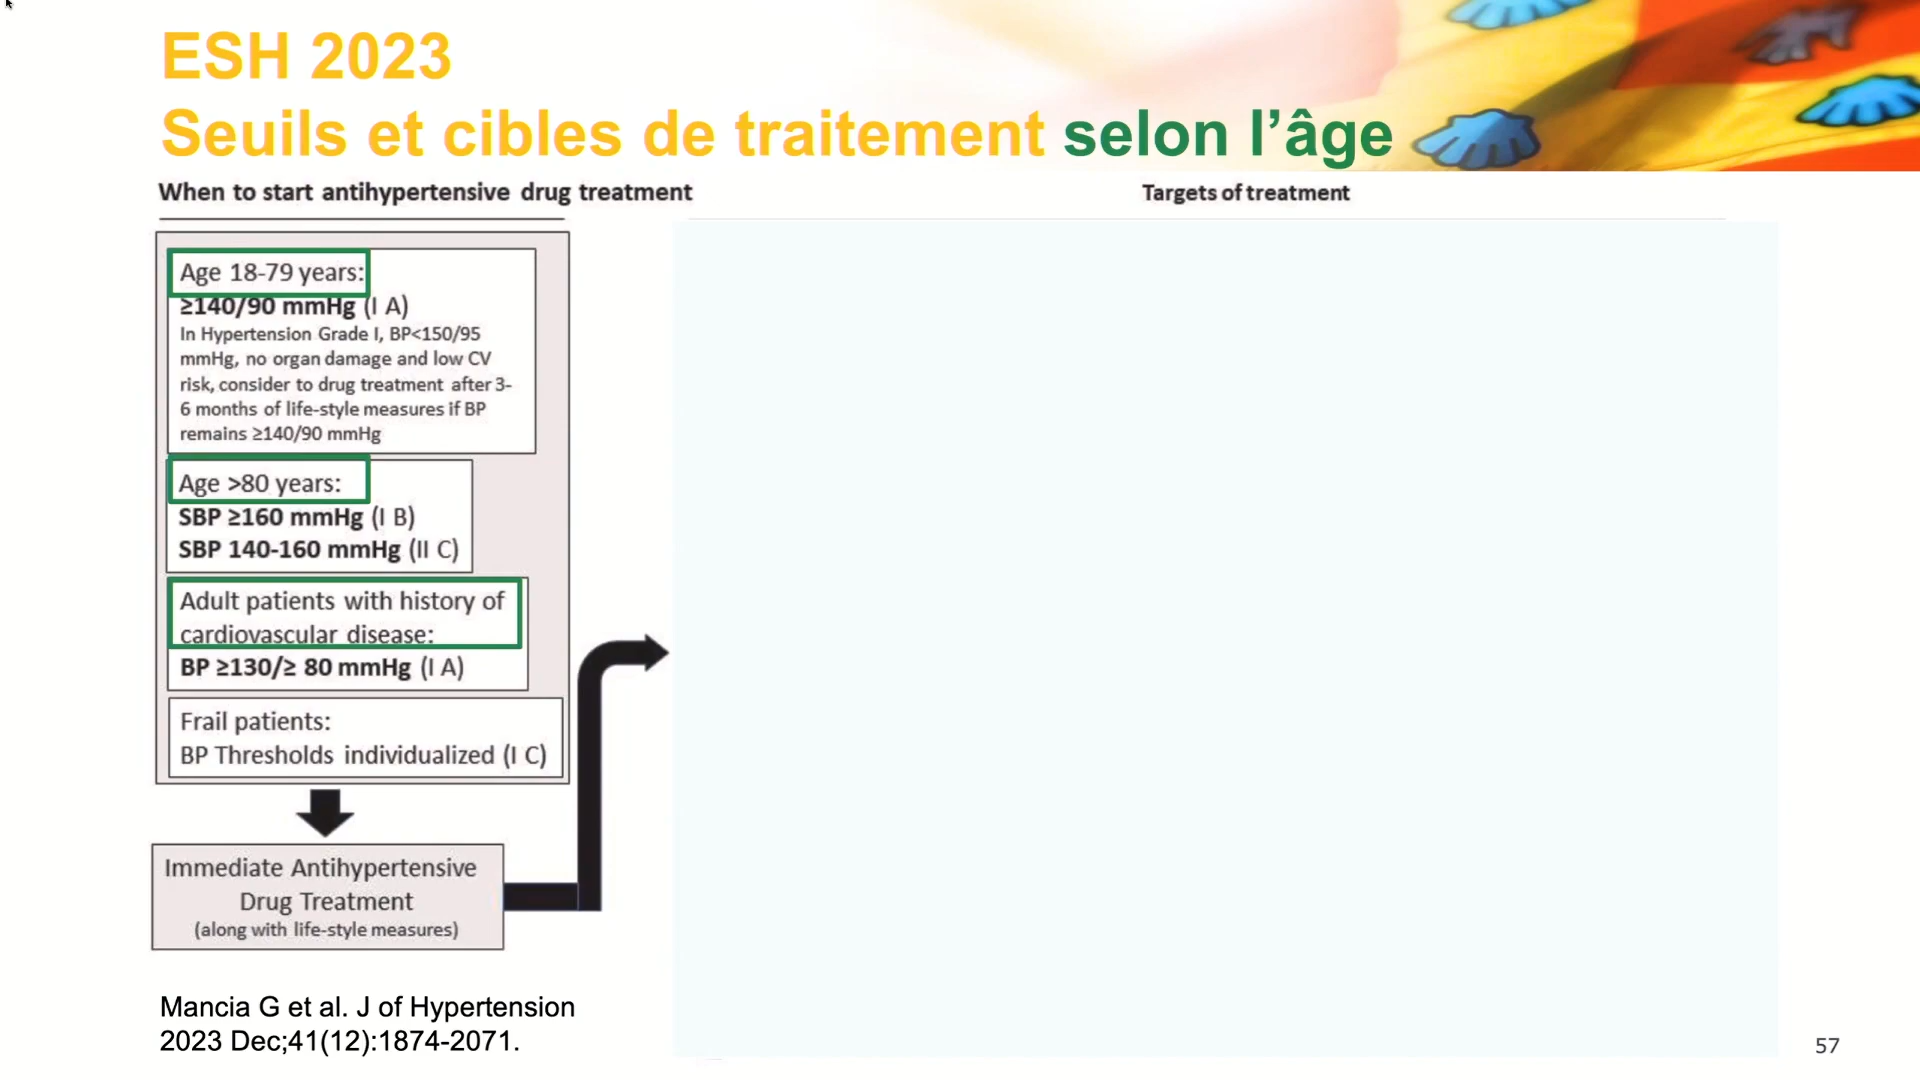 ESH 2023
Seuils et cibles de traitement selon l’âge
When to start antihypertensive drug treatment
Targets of treatment
Age 18-79 years:
≥140/90 mmHg (I A)
In Hypertension Grade I, BP<150/95
mmHg, no organ damage and low CV
risk, consider to drug treatment after 3-
6 months of life-style measures if BP
remains ≥140/90 mmHg
Age >80 years:
SBP ≥160 mmHg (I B)
SBP 140-160 mmHg (II C)
Adult patients with history of
cardiovascular disease:
BP ≥130/≥ 80 mmHg (I A)
Frail patients:
BP Thresholds individualized (I C)
Immediate Antihypertensive
Drug Treatment
(along with life-style measures)
Mancia G et al. J of Hypertension
2023 Dec;41(12):1874-2071.
57